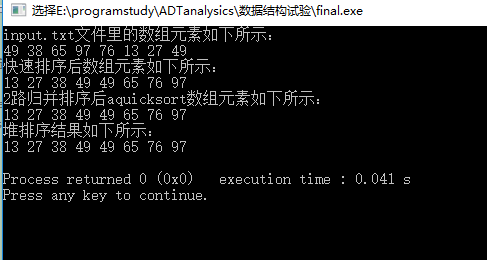 选择E:\programstudy\ADTanalysics\数据结构试验\final.exe
input.txt文件里的数组元素如下所示:
49 38 65 97 76 13 27 49
快速排序后数组元素如下所示:
13 27 38 49 49 65 76 97
2路归并排序后aquicksort数组元素如下所示:
13 27 38 49 49 65 76 97
堆排序结果如下所示:
13 27 38 49 49 65 76 97
Process returned 0 (0x0)   execution time : 0.041 s
Press any key to continue.